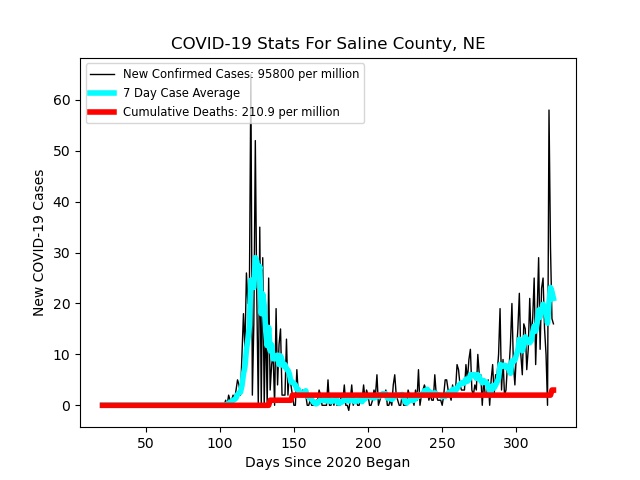 COVID-19 Stats For Saline County, NE
New Confirmed Cases: 95800 per million
7 Day Case Average
Cumulative Deaths: 210.9 per million
New COVID-19 Cases
60
50
40
30
20
10
0
50
100
150
200
250
300
Days Since 2020 Began